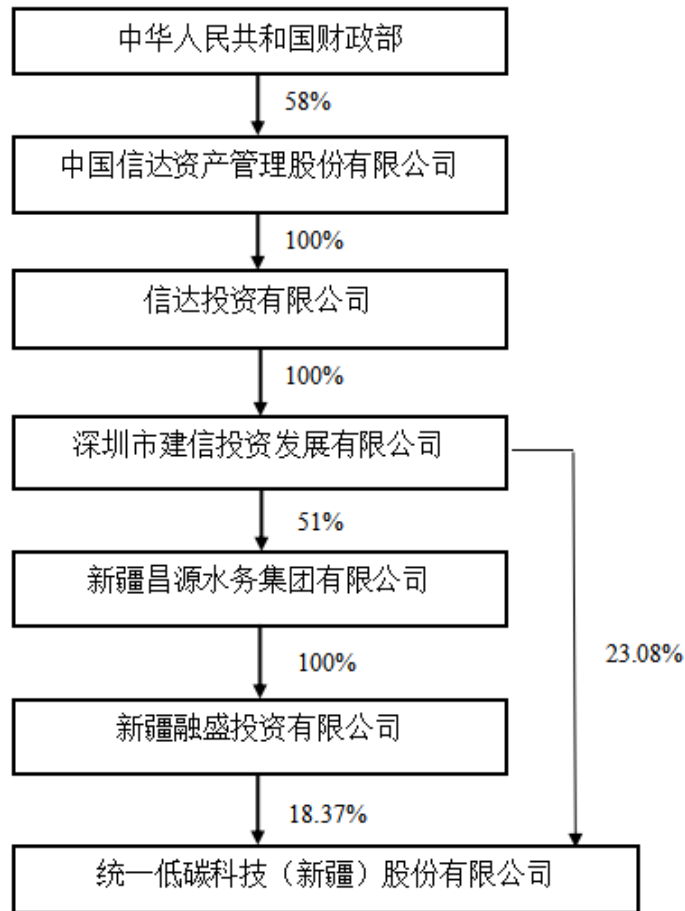 中华人民共和国财政部
58%
中国信达资产管理股份有限公司
100%
信达投资有限公司
100%
深圳市建信投资发展有限公司
51%
新疆昌源水务集团有限公司
100%
23.08%
新疆融盛投资有限公司
18.37%
统一低碳科技（新疆）股份有限公司